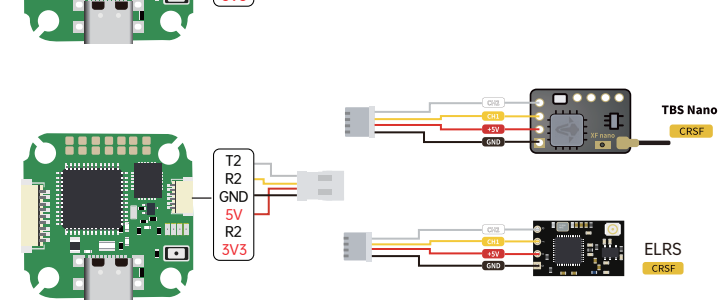 CH2
CH1
+5V
GND
XF nano
TBS Nano
CRSF
T2
R2
GND
5V
R2
3V3
CH2
CH1
+5V
GND
ELRS
CRSF